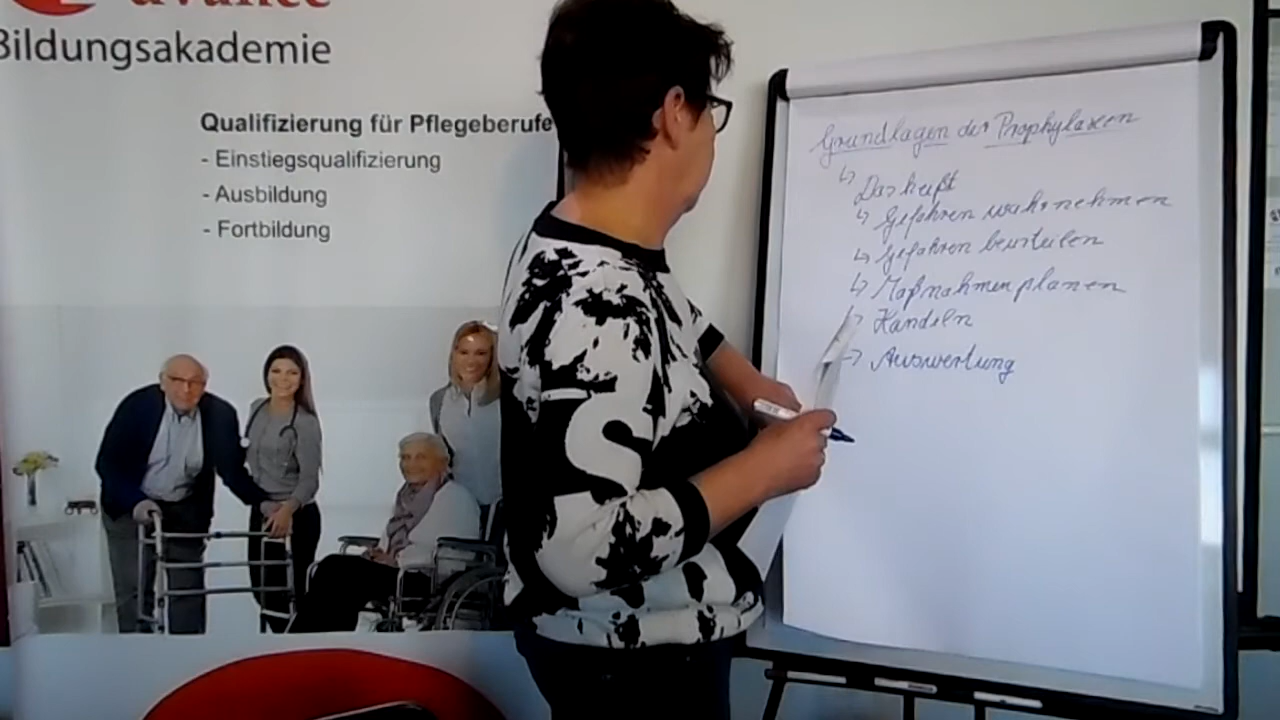 avance
Bildungsakademie
Qualifizierung für Pflegeberufe
- Einstiegsqualifizierung
- Ausbildung
- Fortbildung
Grundlagen der Prophylaxen
↳ Das heißt
↳ Gefahren wahrnehmen
↳ Gefahren beurteilen
↳ Maßnahmen planen
↳ Handeln
→ Auswertung
S